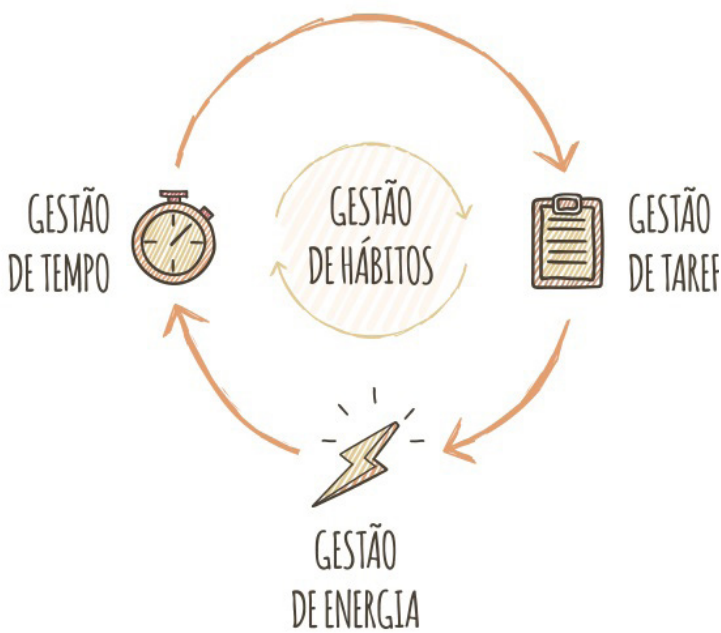 GESTÃO
DE HÁBITOS
GESTÃO
DE TEMPO
GESTÃO
DE TAREF
GESTÃO
DE ENERGIA